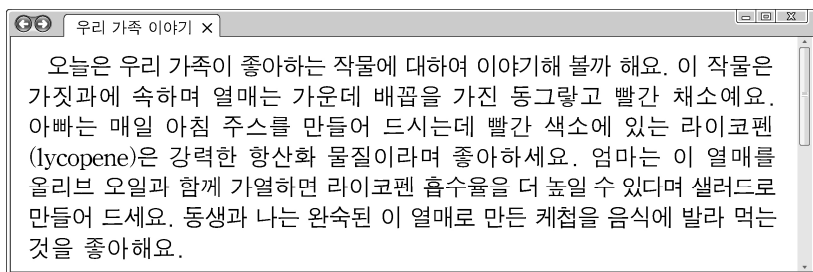 우리 가족 이야기 ×
오늘은 우리 가족이 좋아하는 작물에 대하여 이야기해 볼까 해요. 이 작물은
가짓과에 속하며 열매는 가운데 배꼽을 가진 동그랗고 빨간 채소예요.
아빠는 매일 아침 주스를 만들어 드시는데 빨간 색소에 있는 라이코펜
(lycopene)은 강력한 항산화 물질이라며 좋아하세요. 엄마는 이 열매를
올리브 오일과 함께 가열하면 라이코펜 흡수율을 더 높일 수 있다며 샐러드로
만들어 드세요. 동생과 나는 완숙된 이 열매로 만든 케첩을 음식에 발라 먹는
것을 좋아해요.